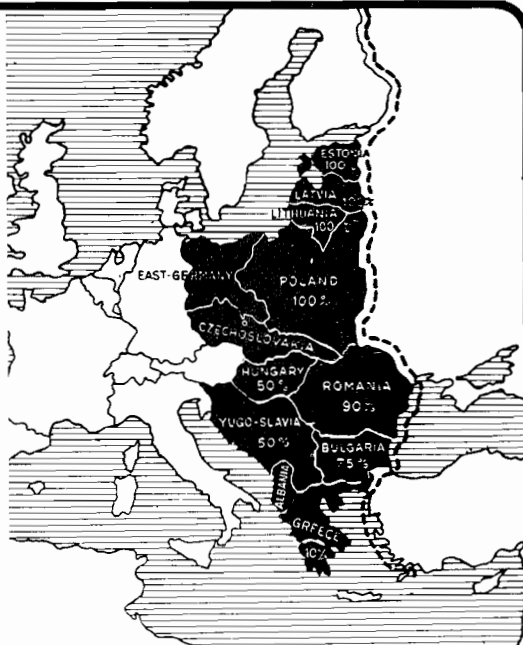 ESTONIA
100
LATVIA
100%
LITHUANIA
100%
EAST-GERMANY
POLAND
100%
CZECHOSLOVAKIA
HUNGARY
50%
ROMANIA
90%
YUGO-SLAVIA
50%
BULGARIA
75%
ALBANIA
GREECE
10%